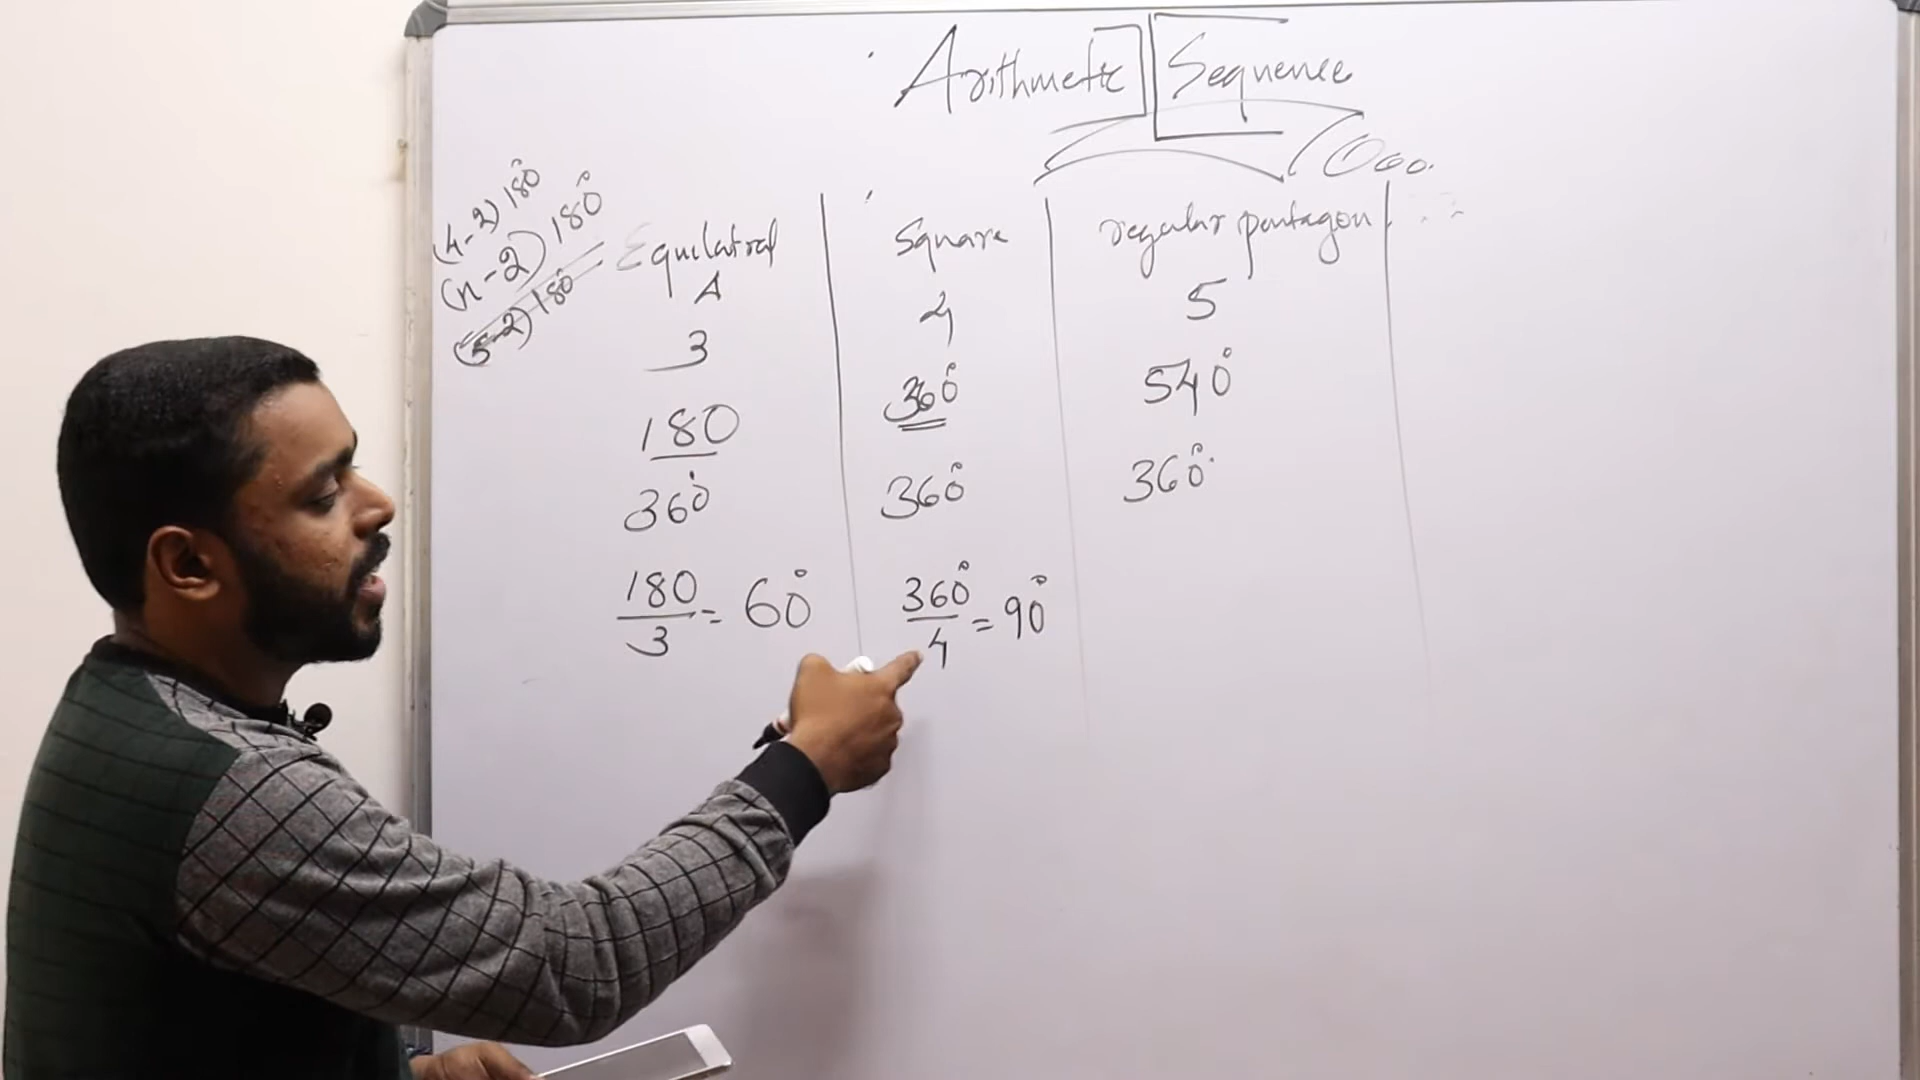 Arithmetic Sequence
(4-2) 180°
(n-2) 180°
(5-2) 180°
Equilatral
Δ
3
180
360°
180/3 = 60°
Square
4
360°
360°
360°/4 = 90°
regular pentagon
5
540°
360°